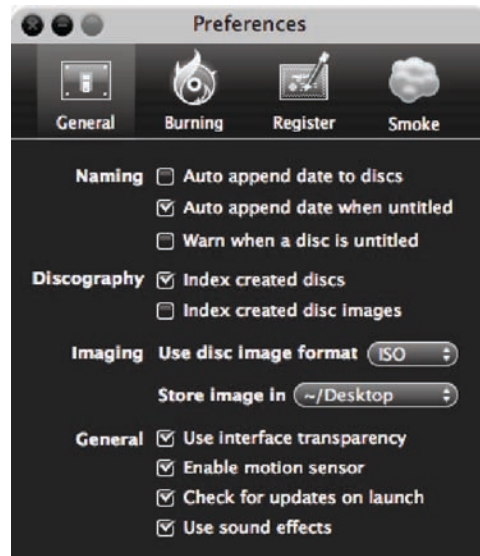 Preferences
General Burning Register Smoke
Naming Auto append date to discs
Auto append date when untitled
Warn when a disc is untitled
Discography Index created discs
Index created disc images
Imaging Use disc image format ISO
Store image in ~/Desktop
General Use interface transparency
Enable motion sensor
Check for updates on launch
Use sound effects